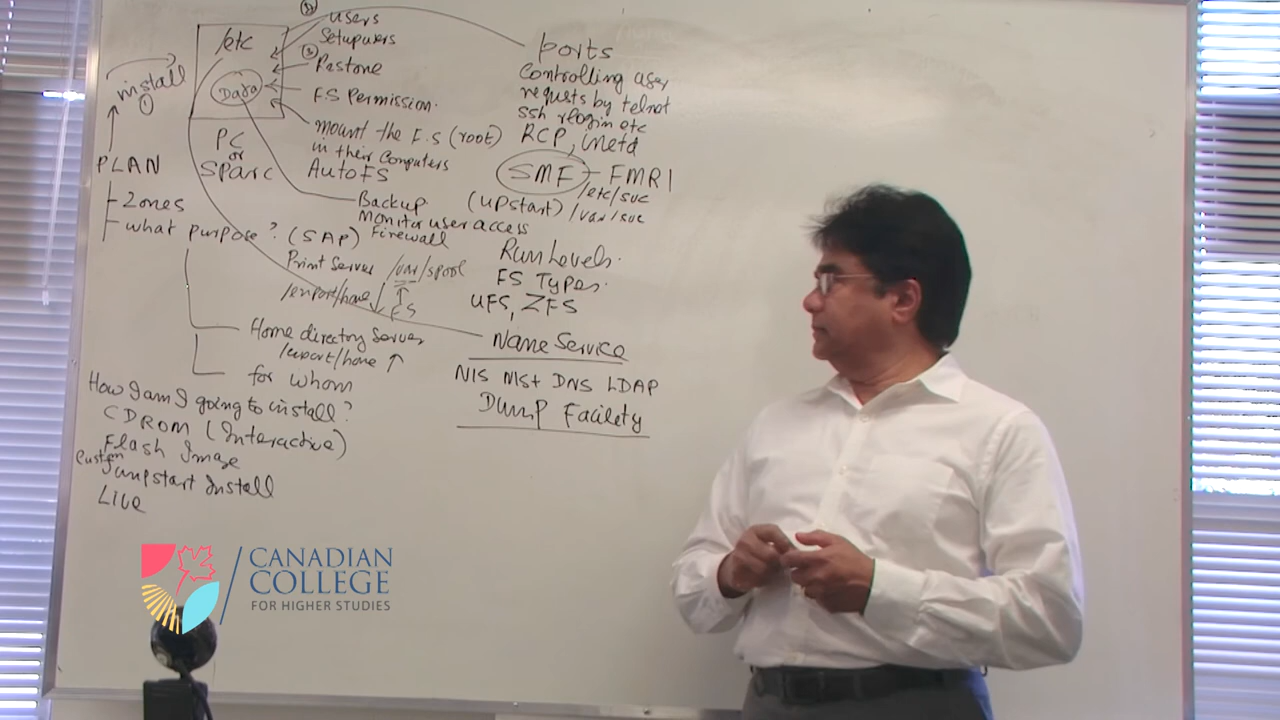 /etc
Data
PC
or
SParc
install
1
PLAN
Zones
what purpose? (SAP)
users
Setup users
F.S Permission.
mount the F.S (root)
in their computers
AutoFS
Backup
Monitor user access
Firewall
Print Server /var/spool
/export/home
FS
Home directory Server
/export/home
for whom
How I am I going to install?
CDROM (Interactive)
Flash Image
Custom
Jumpstart Install
Live
ports
Controlling user
requsts by telnet
ssh rlogin etc
RCP, inetd
SMF - FMRI
/etc/svc
(upstart) /var/svc
Run Levels.
FS Types.
UFS, ZFS
Name Service
NIS NIS+ DNS LDAP
Dump Facility
CANADIAN
COLLEGE
FOR HIGHER STUDIES